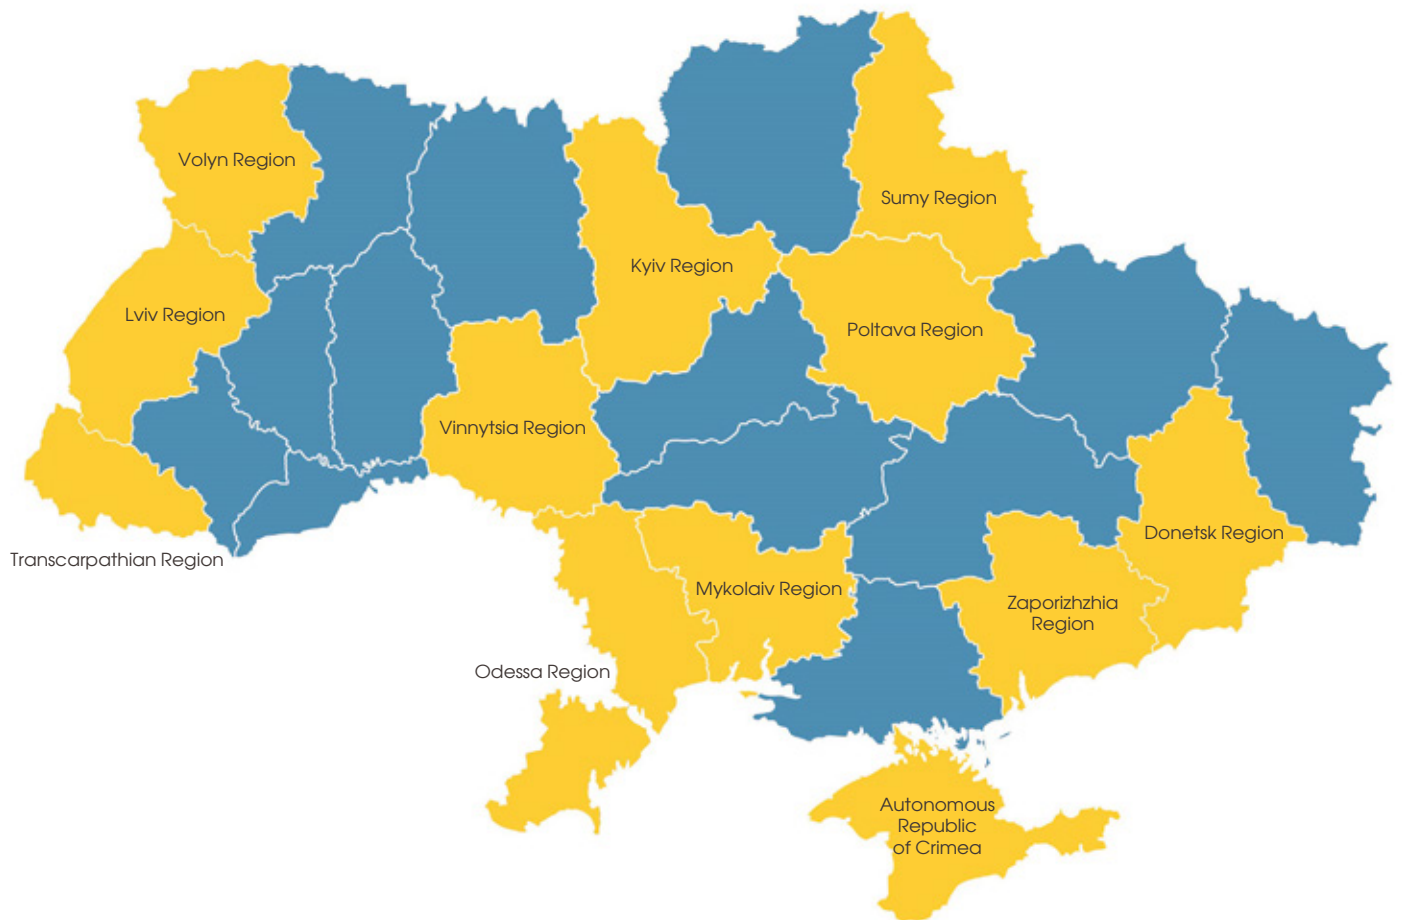 Volyn Region
Sumy Region
Kyiv Region
Lviv Region
Poltava Region
Vinnytsia Region
Donetsk Region
Transcarpathian Region
Mykolaiv Region
Zaporizhzhia
Region
Odessa Region
Autonomous
Republic
of Crimea